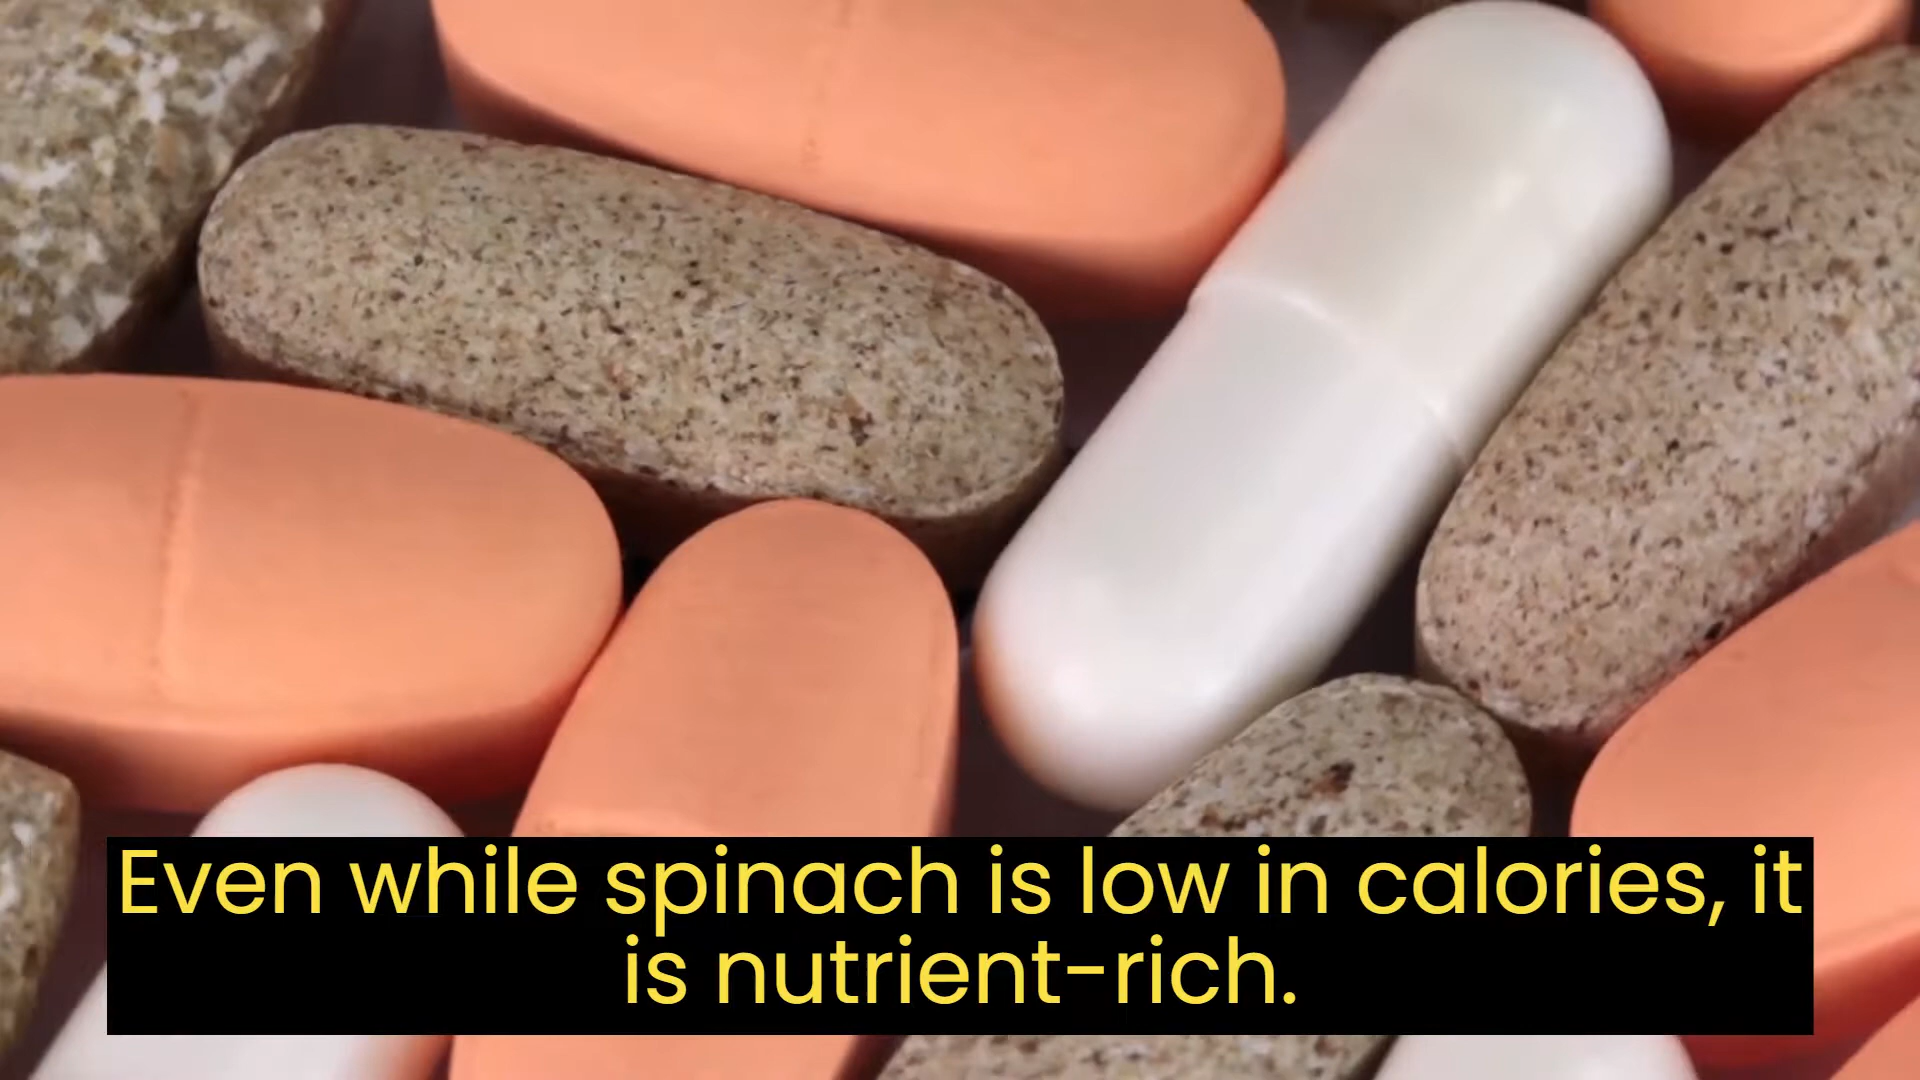 Even while spinach is low in calories, it
is nutrient-rich.